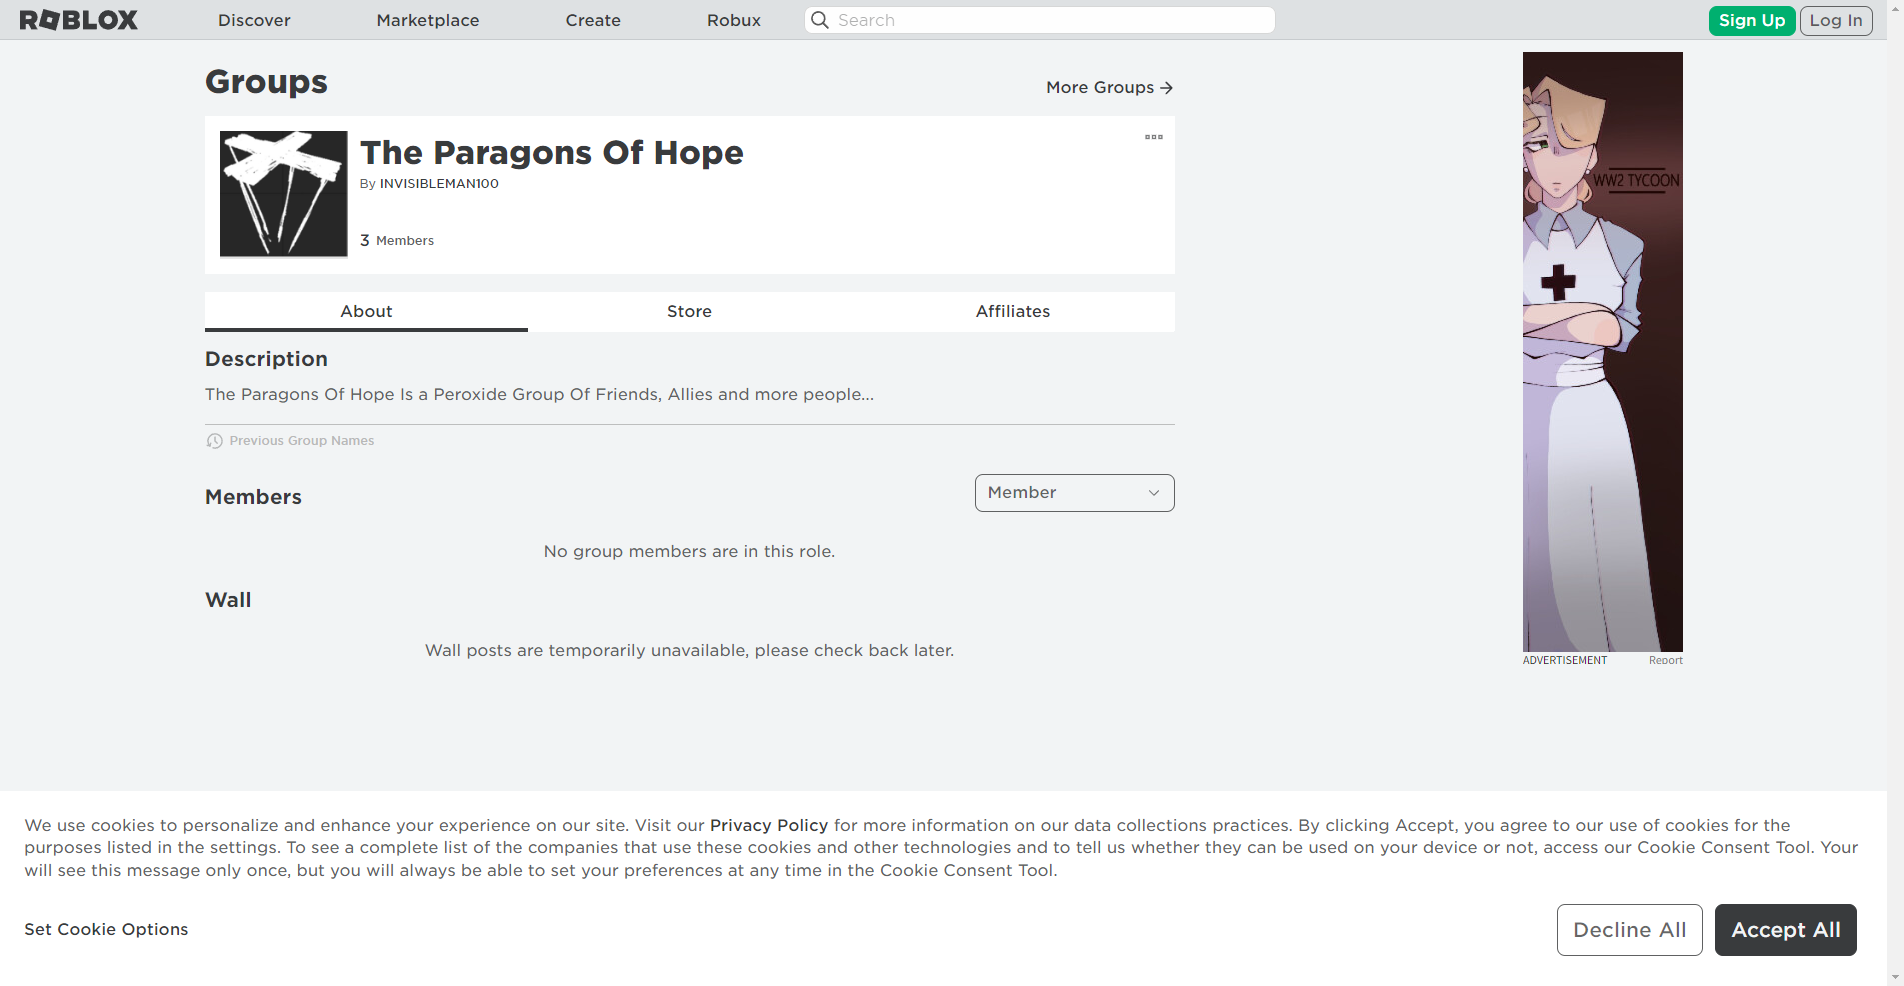 ROBLOX
Discover
Marketplace
Create
Robux
Search
Sign Up
Log In
Groups
More Groups
The Paragons Of Hope
By INVISIBLEMAN100
3 Members
About
Store
Affiliates
Description
The Paragons Of Hope Is a Peroxide Group Of Friends, Allies and more people...
Previous Group Names
Members
Member
No group members are in this role.
Wall
Wall posts are temporarily unavailable, please check back later.
WW2 TYCOON
ADVERTISEMENT
Report
We use cookies to personalize and enhance your experience on our site. Visit our Privacy Policy for more information on our data collections practices. By clicking Accept, you agree to our use of cookies for the
purposes listed in the settings. To see a complete list of the companies that use these cookies and other technologies and to tell us whether they can be used on your device or not, access our Cookie Consent Tool. Your
will see this message only once, but you will always be able to set your preferences at any time in the Cookie Consent Tool.
Set Cookie Options
Decline All
Accept All